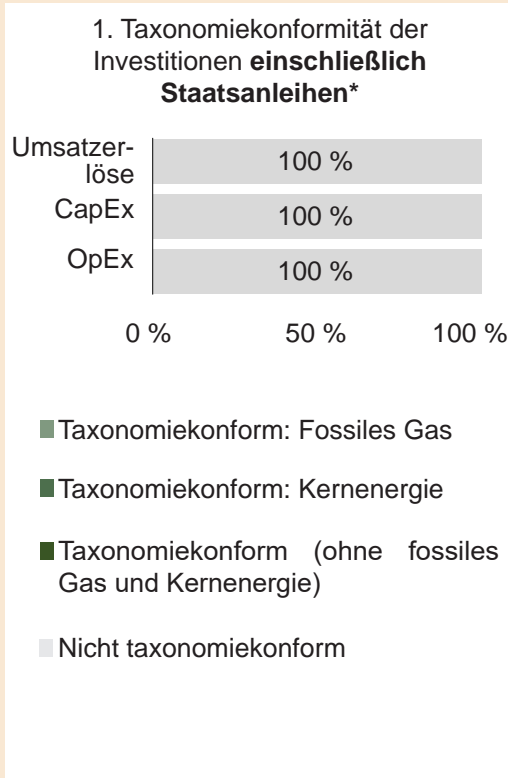 1. Taxonomiekonformität der
Investitionen einschließlich
Staatsanleihen*
Umsatzer-
löse
100 %
CapEx
100 %
OpEx
100 %
0 % 50 % 100 %
Taxonomiekonform: Fossiles Gas
Taxonomiekonform: Kernenergie
Taxonomiekonform (ohne fossiles
Gas und Kernenergie)
Nicht taxonomiekonform